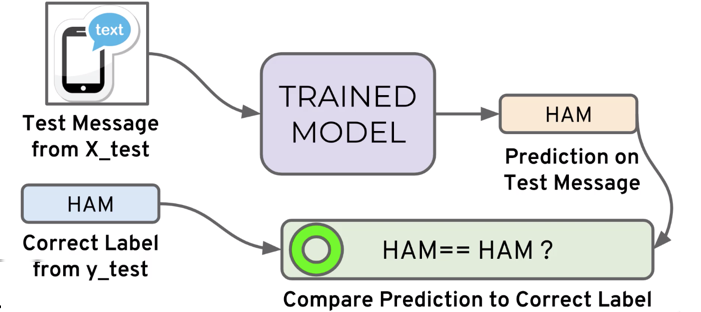 text
TRAINED
MODEL
HAM
Test Message
from X_test
Prediction on
Test Message
HAM
Correct Label
from y_test
HAM== HAM ?
Compare Prediction to Correct Label